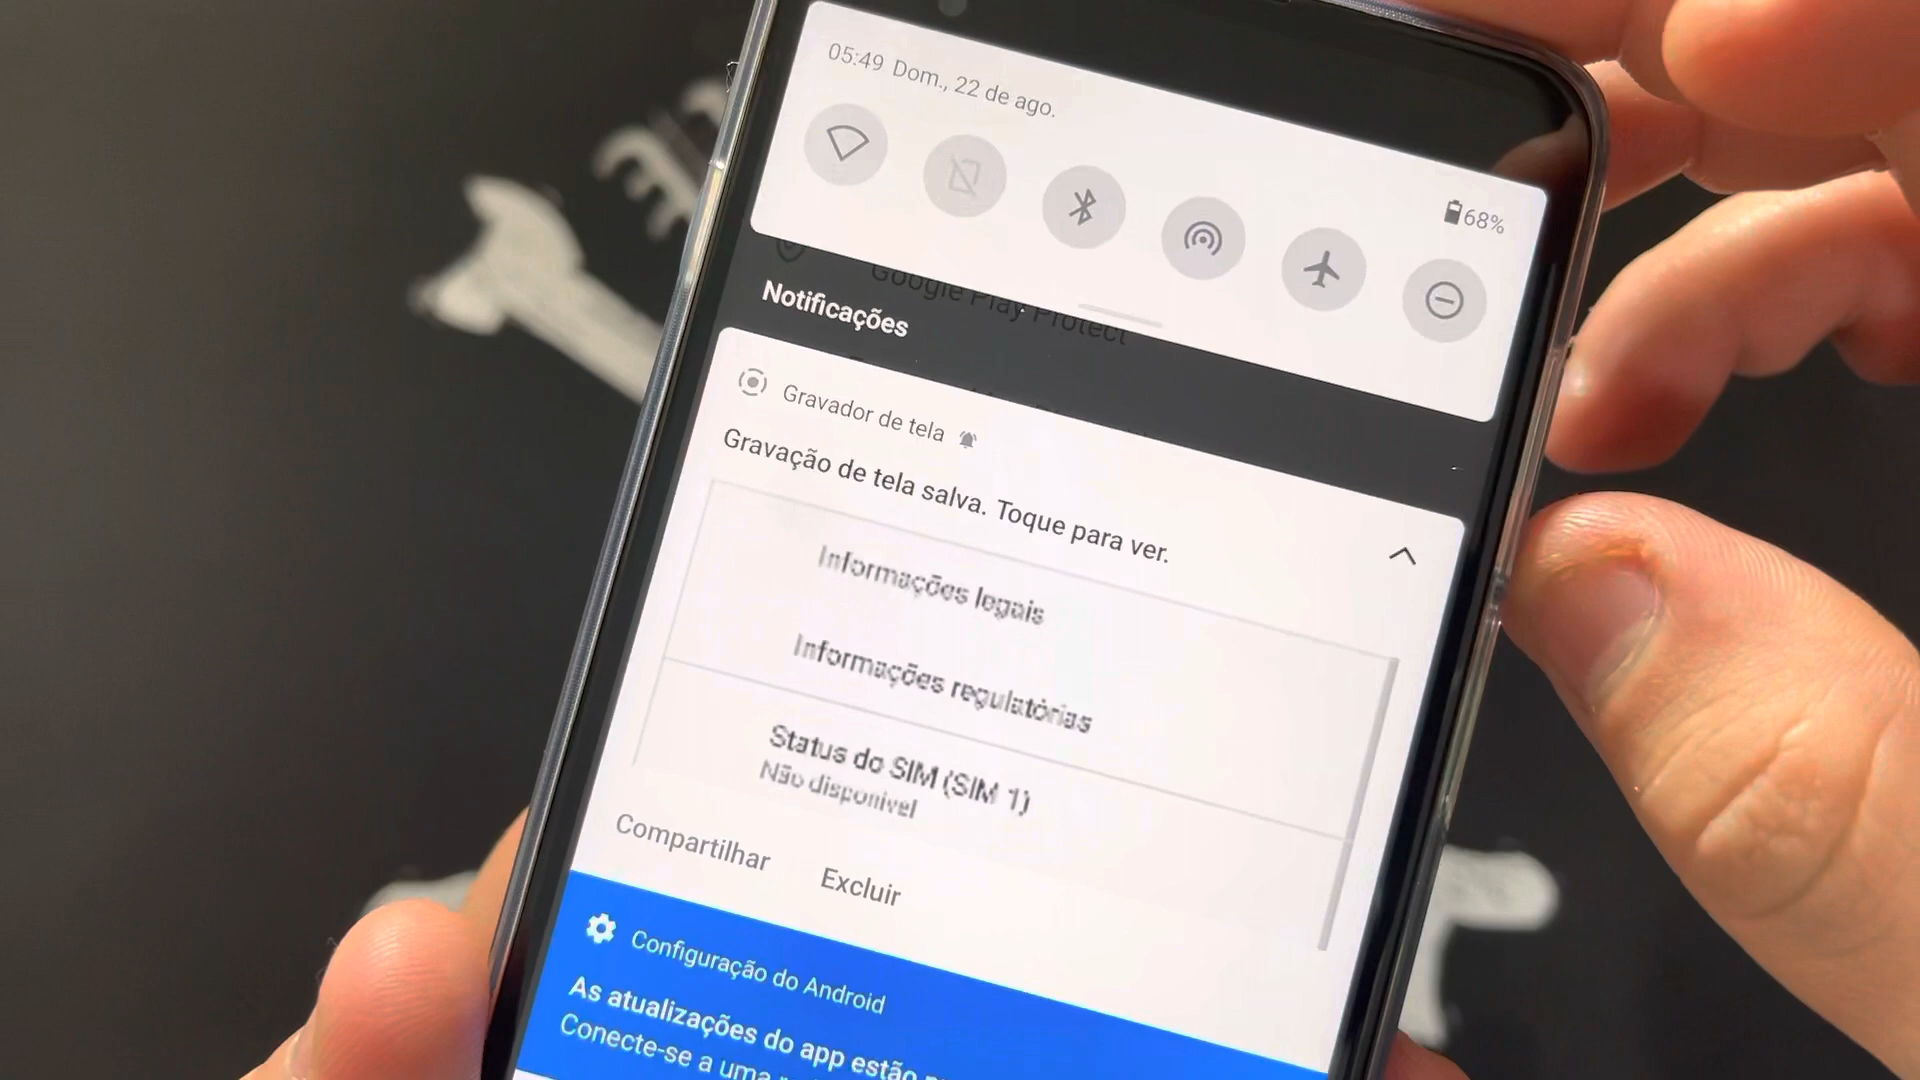 05:49 Dom., 22 de ago.
68%
Google Play Protect
Notificações
Gravador de tela
Gravação de tela salva. Toque para ver.
Informações legais
Informações regulatórias
Status do SIM (SIM 1)
Não disponível
Compartilhar Excluir
Configuração do Android
As atualizações do app estão
Conecte-se a uma